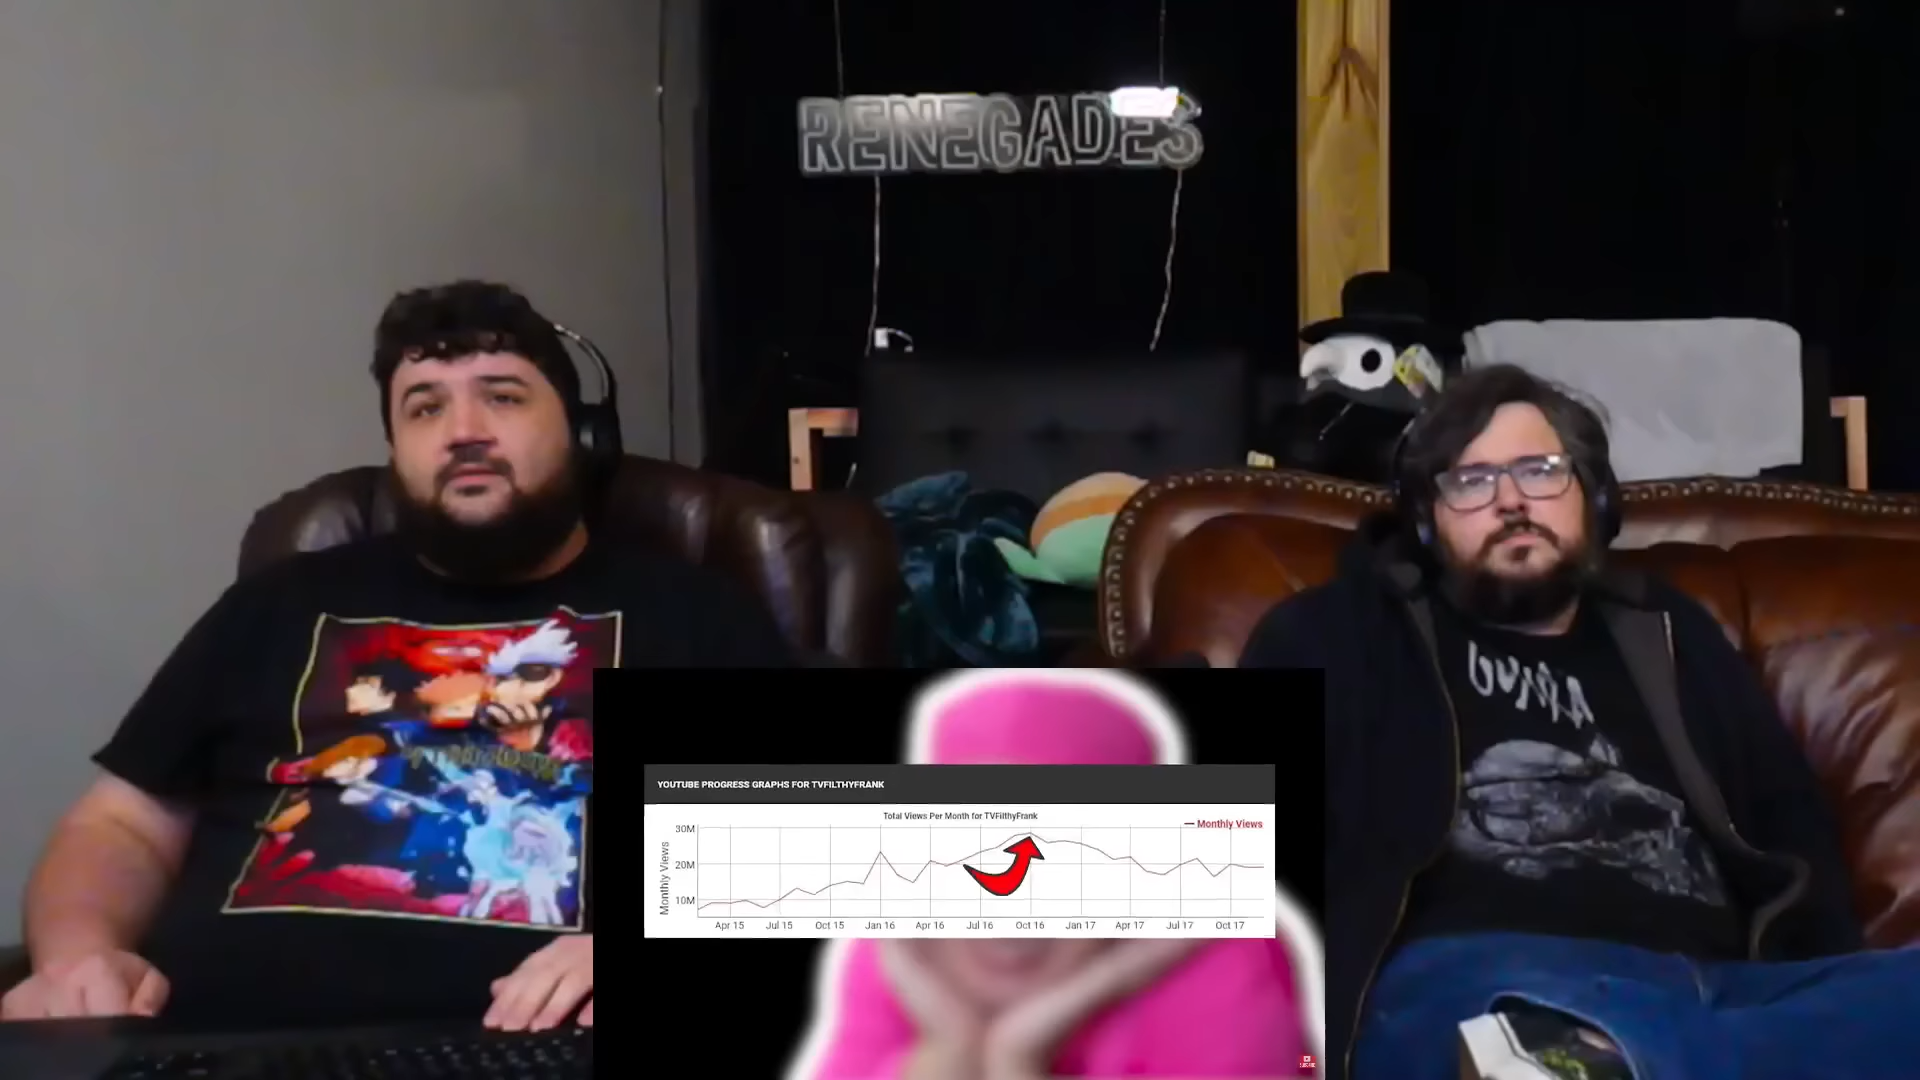 RENEGADES
YOUTUBE PROGRESS GRAPHS FOR TVFILTHYFRANK
Total Views Per Month for TVFilthyFrank
Monthly Views
Monthly Views
30M
20M
10M
Apr 15 Jul 15 Oct 15 Jan 16 Apr 16 Jul 16 Oct 16 Jan 17 Apr 17 Jul 17 Oct 17